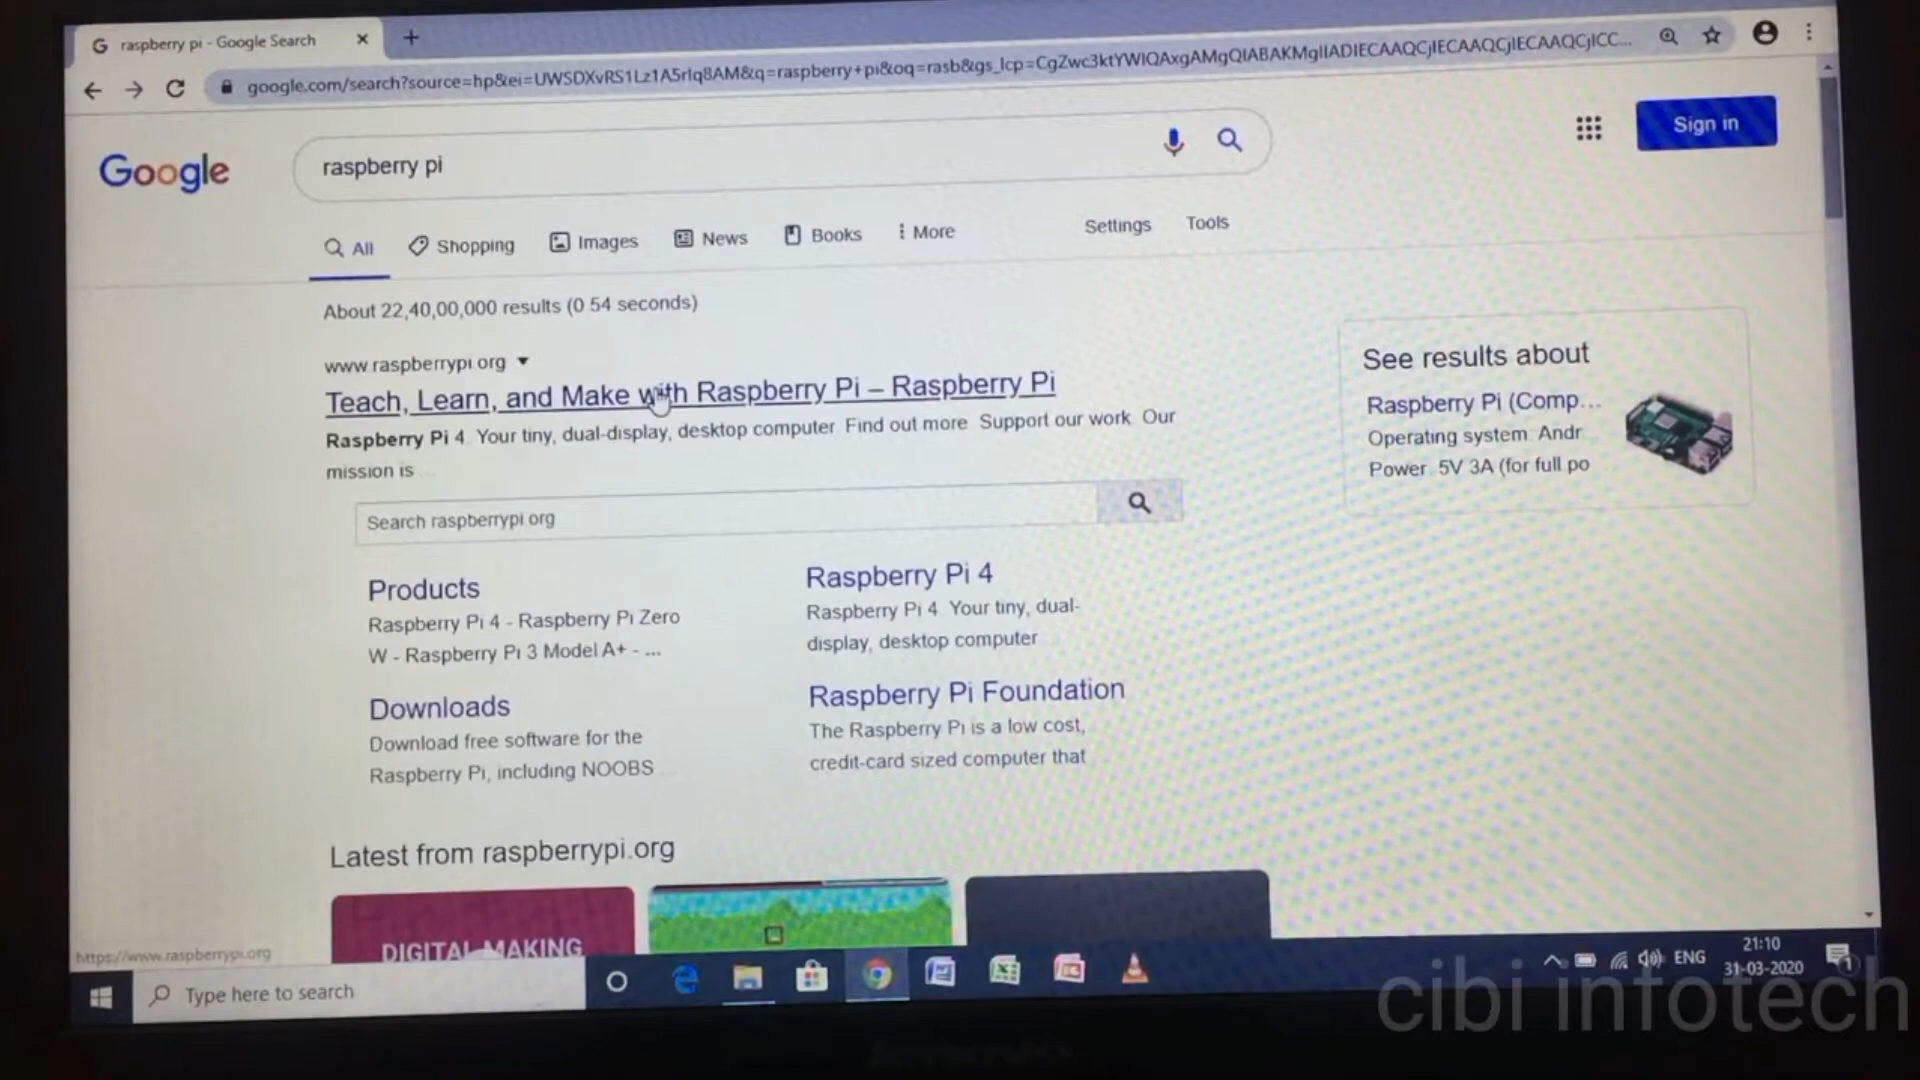 raspberry pi - Google Search
google.com/search?source=hp&ei=UWSDXvRS1Lz1A5rIq8AM&q=raspberry+pi&oq=rasb&gs_lcp=CgZwc3ktYWIQAxgAMgQIABAKMgIIADIECAAQCjIECAAQCjIECAAQCjICC...
Google
raspberry pi
Sign in
All Shopping Images News Books More Settings Tools
About 22,40,00,000 results (0 54 seconds)
www raspberrypi org
Teach, Learn, and Make with Raspberry Pi – Raspberry Pi
Raspberry Pi 4 Your tiny, dual-display, desktop computer Find out more Support our work Our
mission is
Search raspberrypi org
Products
Raspberry Pi 4 - Raspberry Pi Zero
W - Raspberry Pi 3 Model A+ - ...
Raspberry Pi 4
Raspberry Pi 4 Your tiny, dual-
display, desktop computer
Downloads
Download free software for the
Raspberry Pi, including NOOBS
Raspberry Pi Foundation
The Raspberry Pi is a low cost,
credit-card sized computer that
See results about
Raspberry Pi (Comp...
Operating system Andr
Power 5V 3A (for full po
Latest from raspberrypi.org
DIGITAL MAKING
https://www.raspberrypi.org
Type here to search
ENG
21:10
31-03-2020
1
cibi infotech